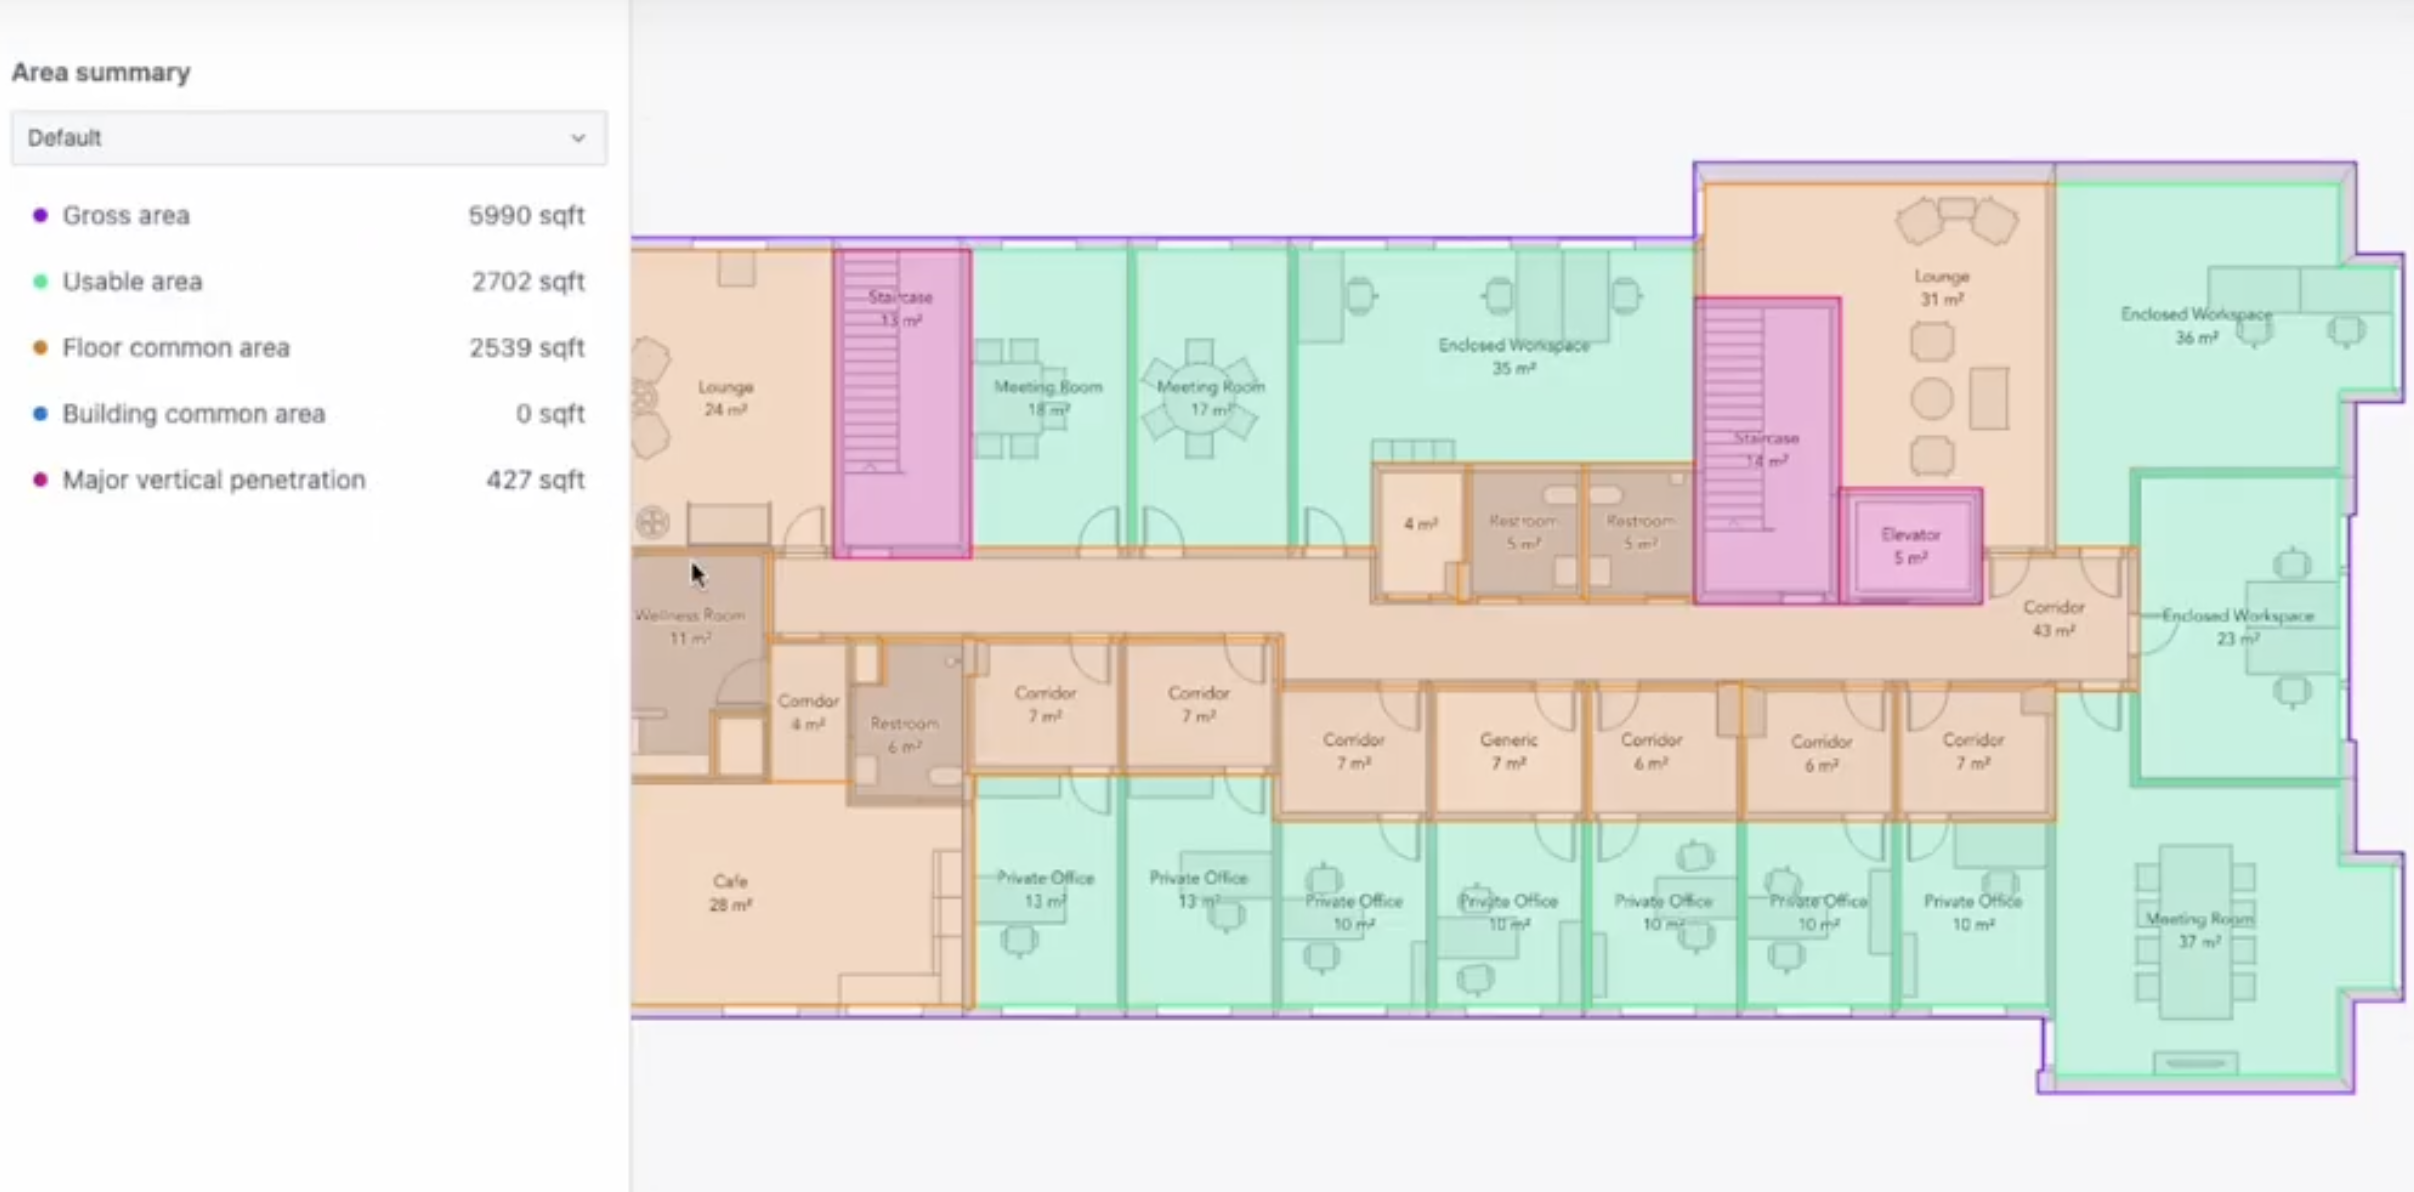 Area summary
Default
Gross area 5990 sqft
Usable area 2702 sqft
Floor common area 2539 sqft
Building common area 0 sqft
Major vertical penetration 427 sqft
Lounge
31 m²
Staircase
13 m²
Enclosed Workspace
36 m²
Enclosed Workspace
35 m²
Lounge
24 m²
Meeting Room
18 m²
Meeting Room
17 m²
Staircase
14 m²
4 m²
Restroom
5 m²
Restroom
5 m²
Elevator
5 m²
Wellness Room
11 m²
Corridor
43 m²
Enclosed Workspace
23 m²
Corridor
4 m²
Restroom
6 m²
Corridor
7 m²
Corridor
7 m²
Corridor
7 m²
Generic
7 m²
Corridor
6 m²
Corridor
6 m²
Corridor
7 m²
Cafe
28 m²
Private Office
13 m²
Private Office
13 m²
Private Office
10 m²
Private Office
10 m²
Private Office
10 m²
Private Office
10 m²
Private Office
10 m²
Meeting Room
37 m²